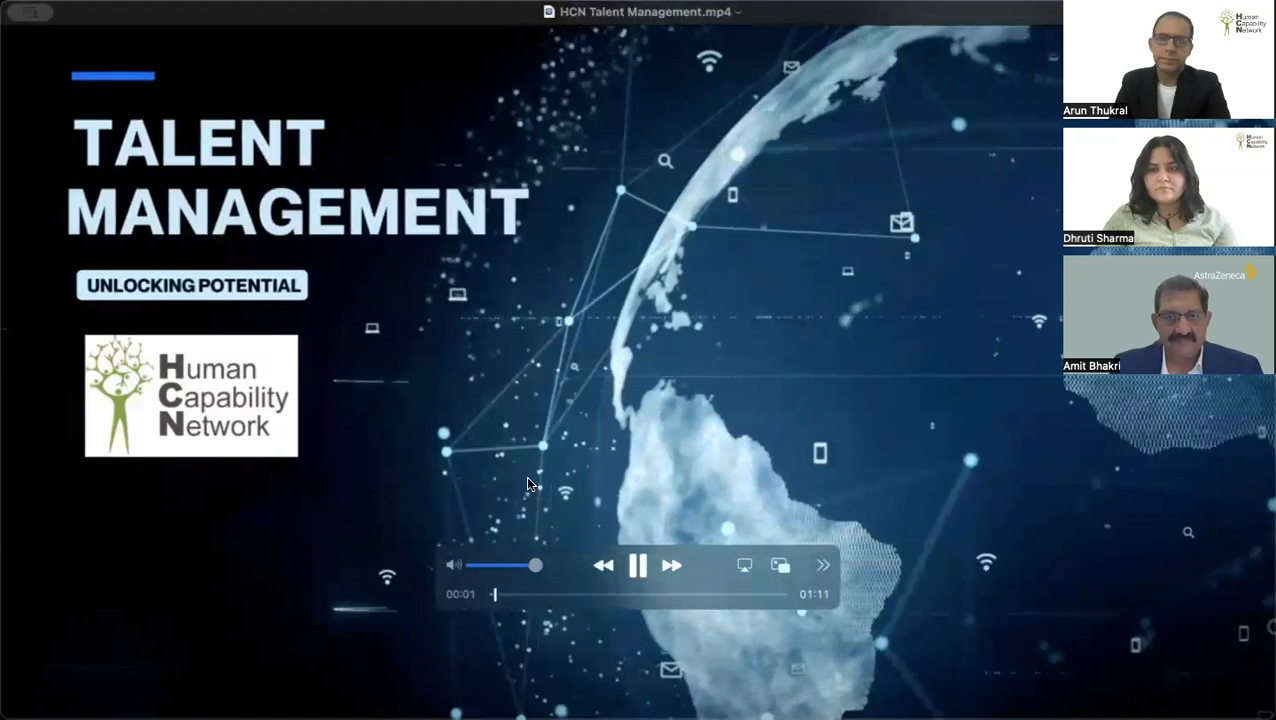 HCN Talent Management.mp4
TALENT
MANAGEMENT
UNLOCKING POTENTIAL
Human
Capability
Network
00:01
01:11
Human
Capability
Network
Arun Thukral
Human
Capability
Network
Dhruti Sharma
AstraZeneca
Amit Bhakri